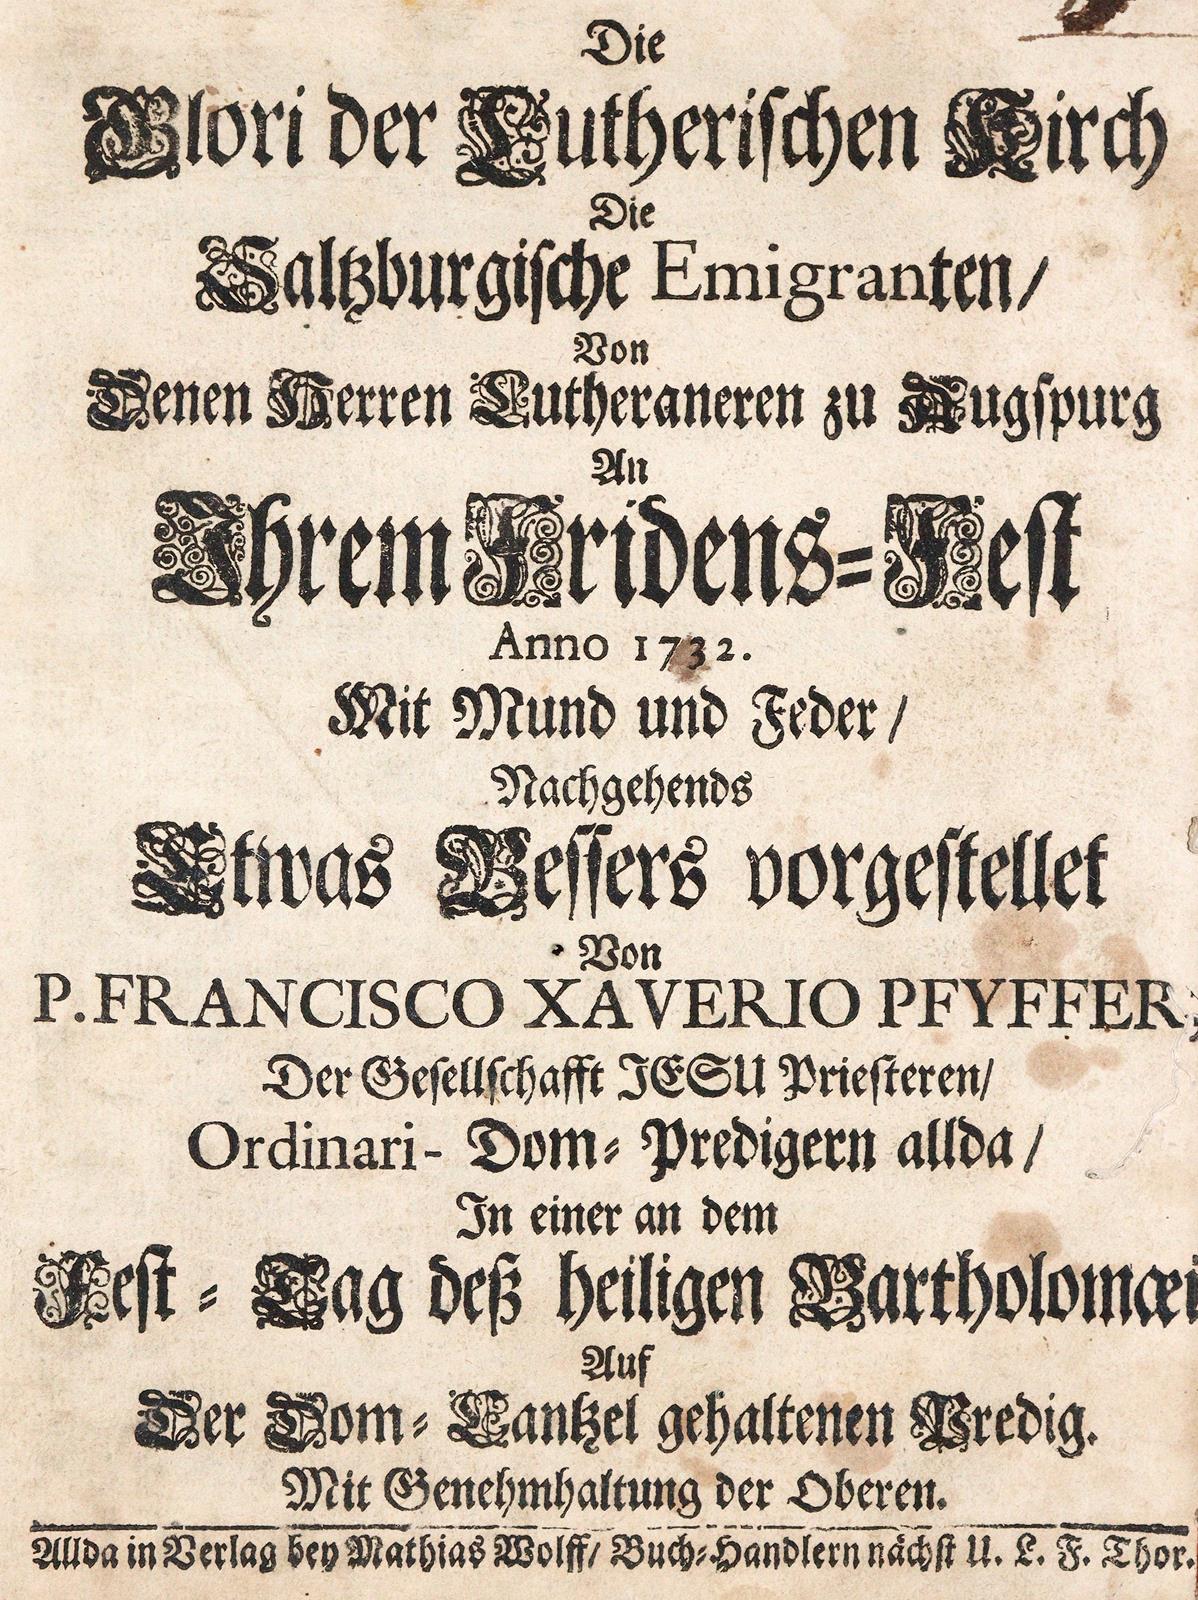 Die
Glori der Lutherischen Kirch
Die
Saltzburgische Emigranten/
Von
Denen Herren Lutheraneren zu Augspurg
An
Ihrem Fridens-Fest
Anno 1732.
Mit Mund und Feder/
Nachgehends
Etwas Bessers vorgestellet
Von
P. FRANCISCO XAVERIO PFYFFER,
Der Gesellschafft JESU Priesteren/
Ordinari- Dom- Predigern allda/
In einer an dem
Fest-Tag deß heiligen Bartholomæi
Auf
Der Dom-Cantzel gehaltenen Predig.
Mit Genehmhaltung der Oberen.
Allda in Verlag bey Mathias Wolff/ Buch-Handlern nächst U. L. F. Thor.